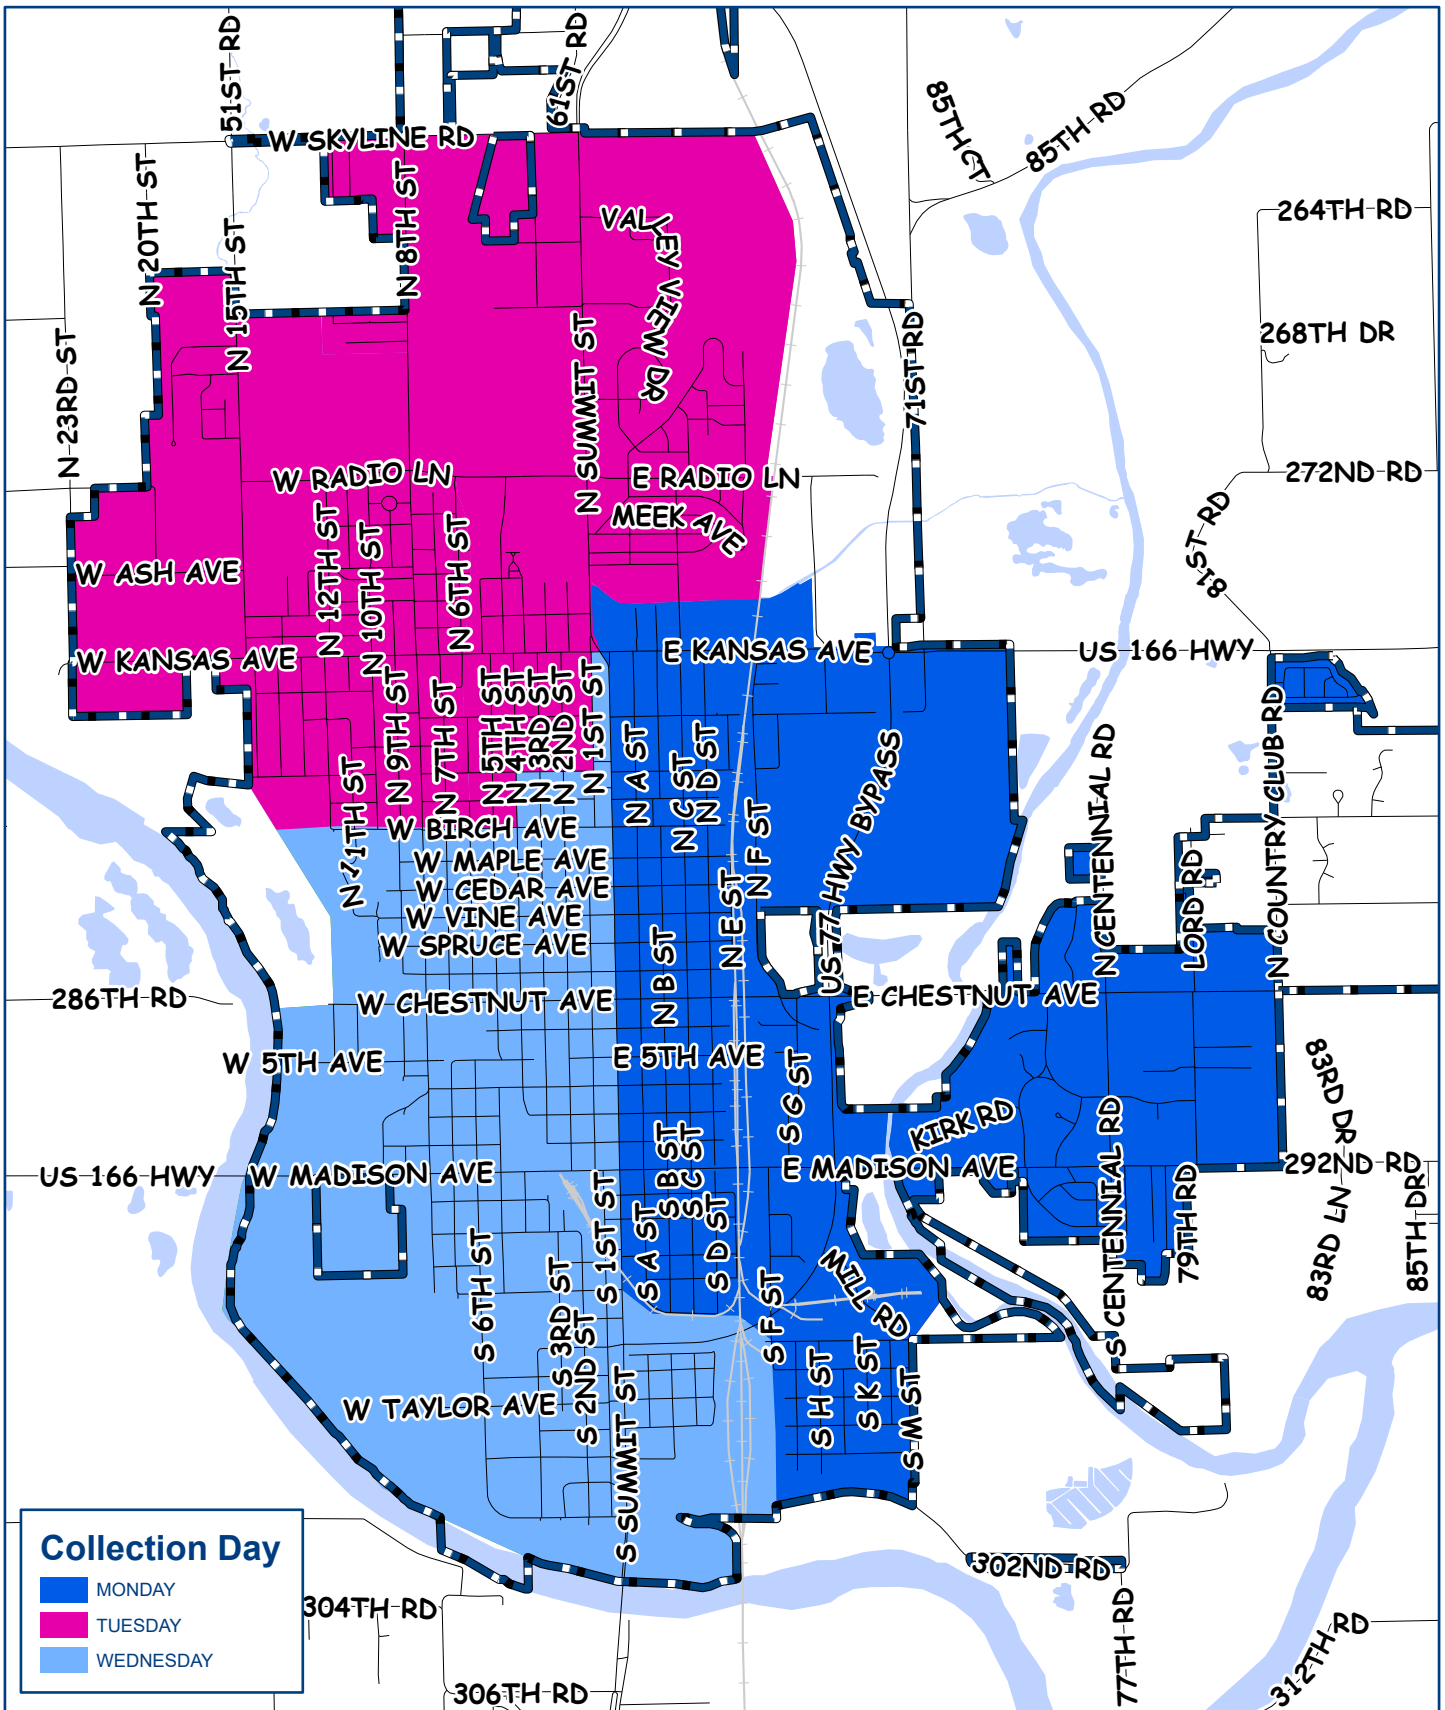 51ST RD
61ST RD
W SKYLINE RD
85TH CT
85TH RD
N 20TH ST
N 8TH ST
VALLEY VIEW DR
264TH RD
N 15TH ST
N 23RD ST
N SUMMIT ST
71ST RD
268TH DR
W RADIO LN
E RADIO LN
272ND RD
MEEK AVE
81ST RD
N 12TH ST
N 10TH ST
N 6TH ST
W ASH AVE
W KANSAS AVE
E KANSAS AVE
US 166 HWY
N 9TH ST
N 7TH ST
N 5TH ST
N 4TH ST
N 3RD ST
N 2ND ST
N 1ST ST
N A ST
N C ST
N D ST
N 11TH ST
N F ST
US 77 HWY BYPASS
N CENTENNIAL RD
N COUNTRY CLUB RD
LORD RD
W BIRCH AVE
W MAPLE AVE
W CEDAR AVE
W VINE AVE
W SPRUCE AVE
N E ST
N B ST
286TH RD
W CHESTNUT AVE
E CHESTNUT AVE
W 5TH AVE
E 5TH AVE
S G ST
KIRK RD
83RD DR
US 166 HWY
W MADISON AVE
E MADISON AVE
292ND RD
S B ST
S C ST
S A ST
S D ST
S 1ST ST
S CENTENNIAL RD
79TH RD
83RD LN
85TH DR
S 6TH ST
S 3RD ST
S 2ND ST
S F ST
MILL RD
S H ST
S K ST
S M ST
W TAYLOR AVE
S SUMMIT ST
302ND RD
304TH RD
306TH RD
77TH RD
312TH RD
Collection Day
MONDAY
TUESDAY
WEDNESDAY